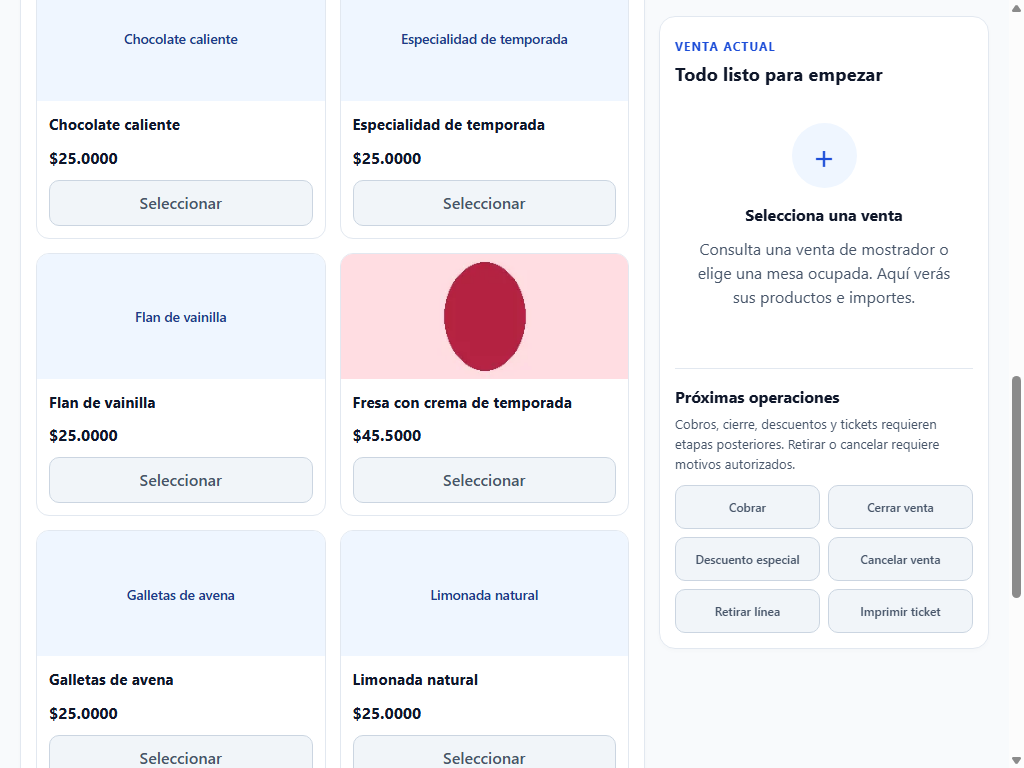 Chocolate caliente
Especialidad de temporada
Chocolate caliente
$25.0000
Seleccionar
Especialidad de temporada
$25.0000
Seleccionar
Flan de vainilla
Flan de vainilla
$25.0000
Seleccionar
Fresa con crema de temporada
$45.5000
Seleccionar
Galletas de avena
Limonada natural
Galletas de avena
$25.0000
Seleccionar
Limonada natural
$25.0000
Seleccionar
VENTA ACTUAL
Todo listo para empezar
+
Selecciona una venta
Consulta una venta de mostrador o
elige una mesa ocupada. Aquí verás
sus productos e importes.
Próximas operaciones
Cobros, cierre, descuentos y tickets requieren
etapas posteriores. Retirar o cancelar requiere
motivos autorizados.
Cobrar
Cerrar venta
Descuento especial
Cancelar venta
Retirar línea
Imprimir ticket